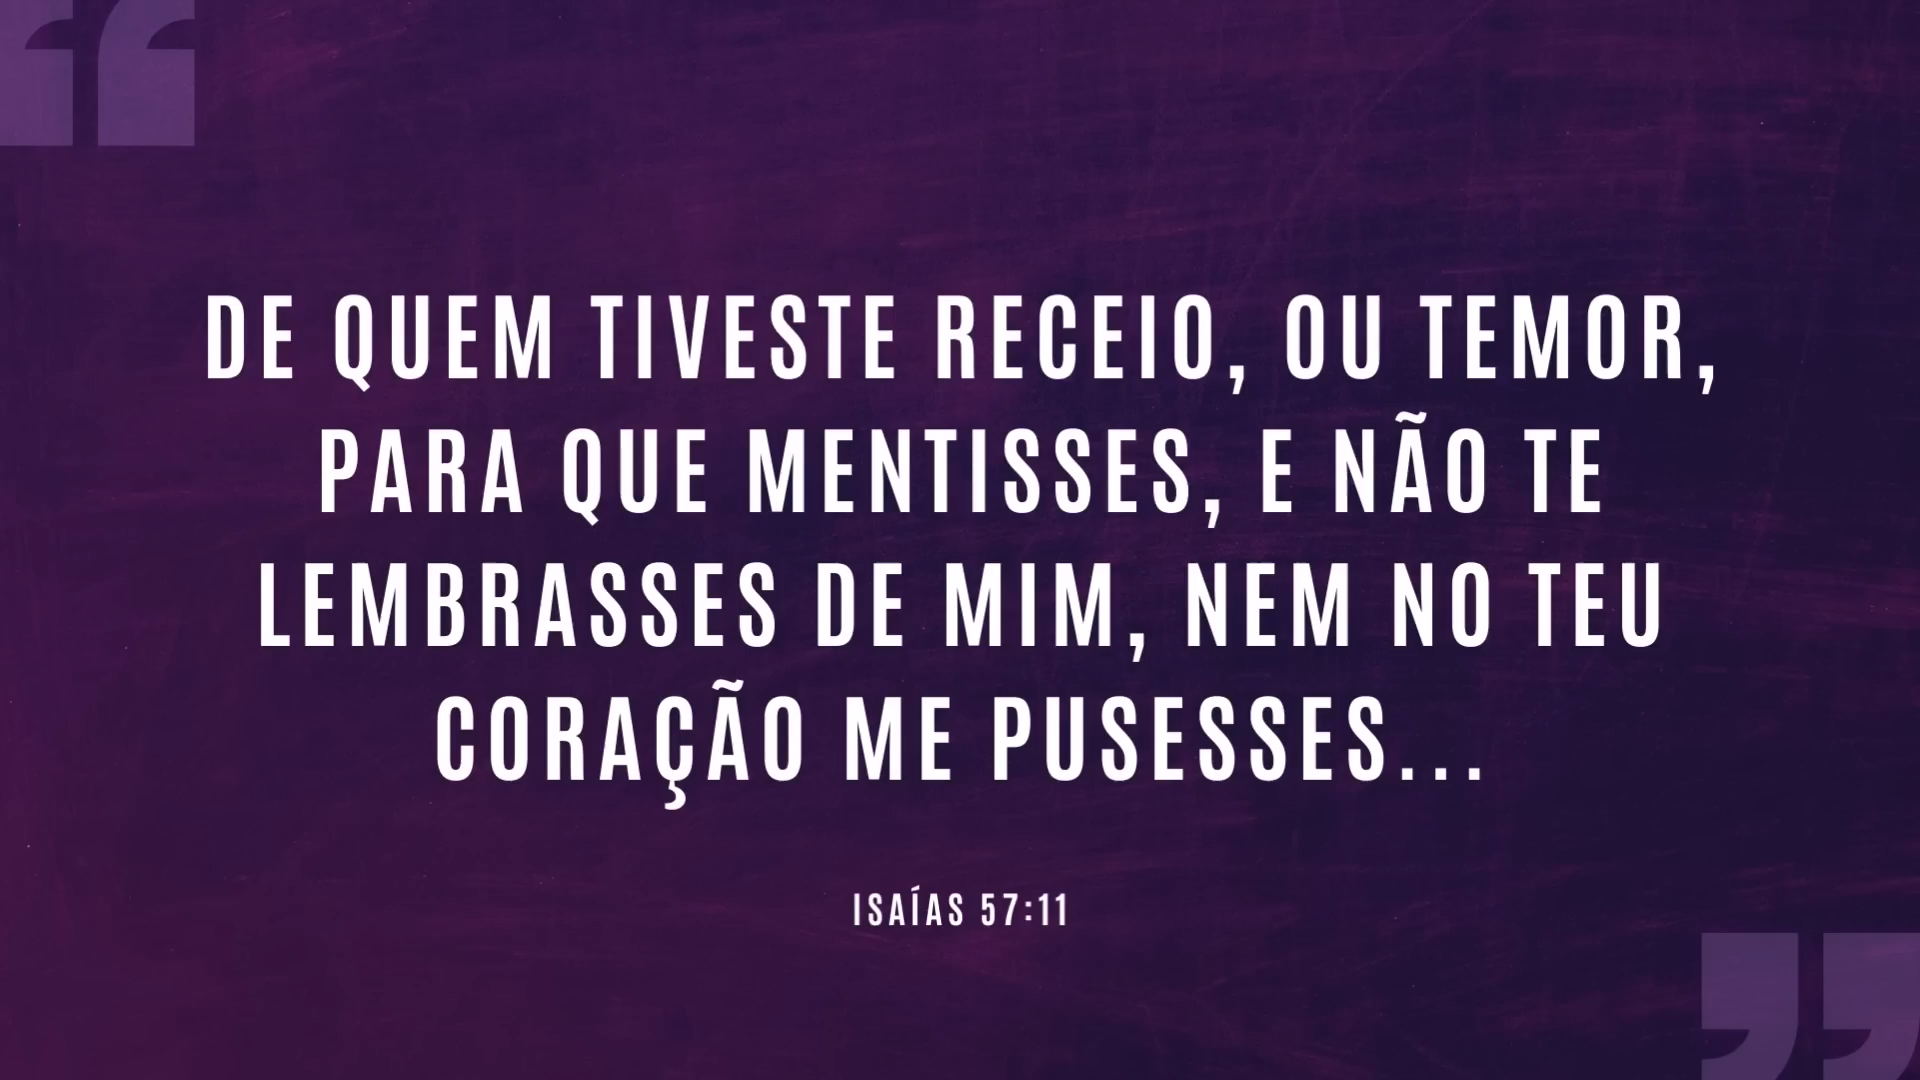 DE QUEM TIVESTE RECEIO, OU TEMOR,
PARA QUE MENTISSES, E NÃO TE
LEMBRASSES DE MIM, NEM NO TEU
CORAÇÃO ME PUSESSES...
ISAÍAS 57:11